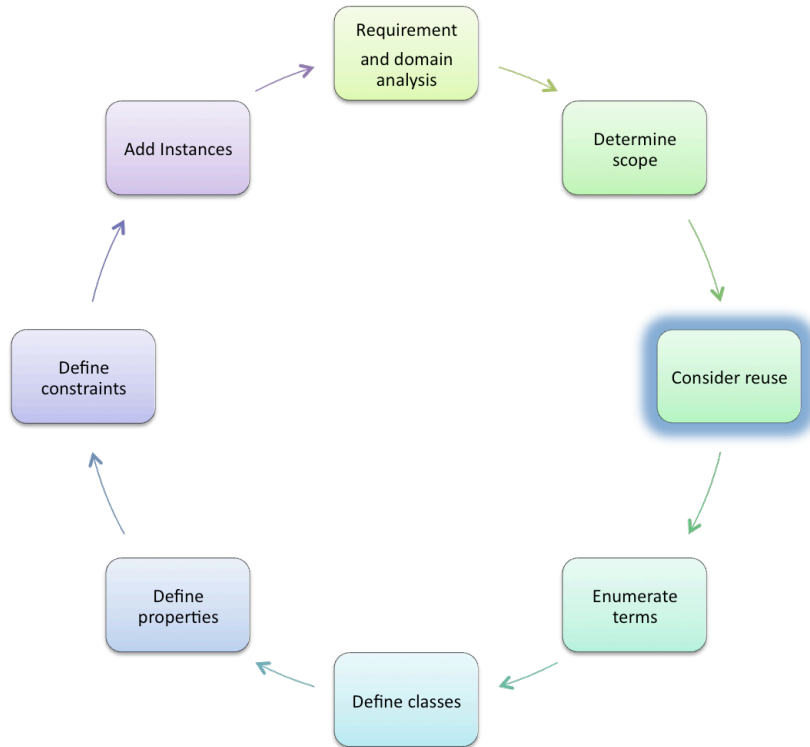 Requirement
and domain
analysis
Determine
scope
Consider reuse
Enumerate
terms
Define classes
Define
properties
Define
constraints
Add Instances